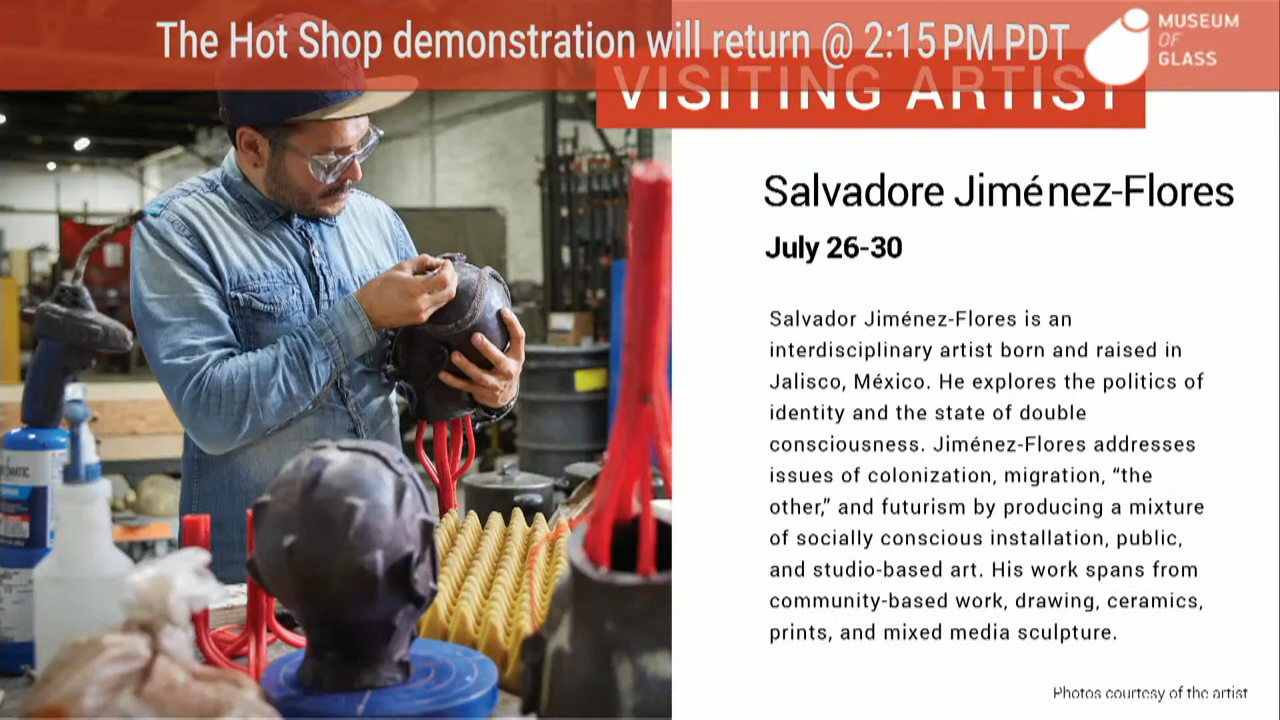 The Hot Shop demonstration will return @ 2:15 PM PDT
MUSEUM
OF
GLASS
VISITING ARTIST
Salvadore Jiménez-Flores
July 26-30
Salvador Jiménez-Flores is an
interdisciplinary artist born and raised in
Jalisco, México. He explores the politics of
identity and the state of double
consciousness. Jiménez-Flores addresses
issues of colonization, migration, “the
other,” and futurism by producing a mixture
of socially conscious installation, public,
and studio-based art. His work spans from
community-based work, drawing, ceramics,
prints, and mixed media sculpture.
Photos courtesy of the artist